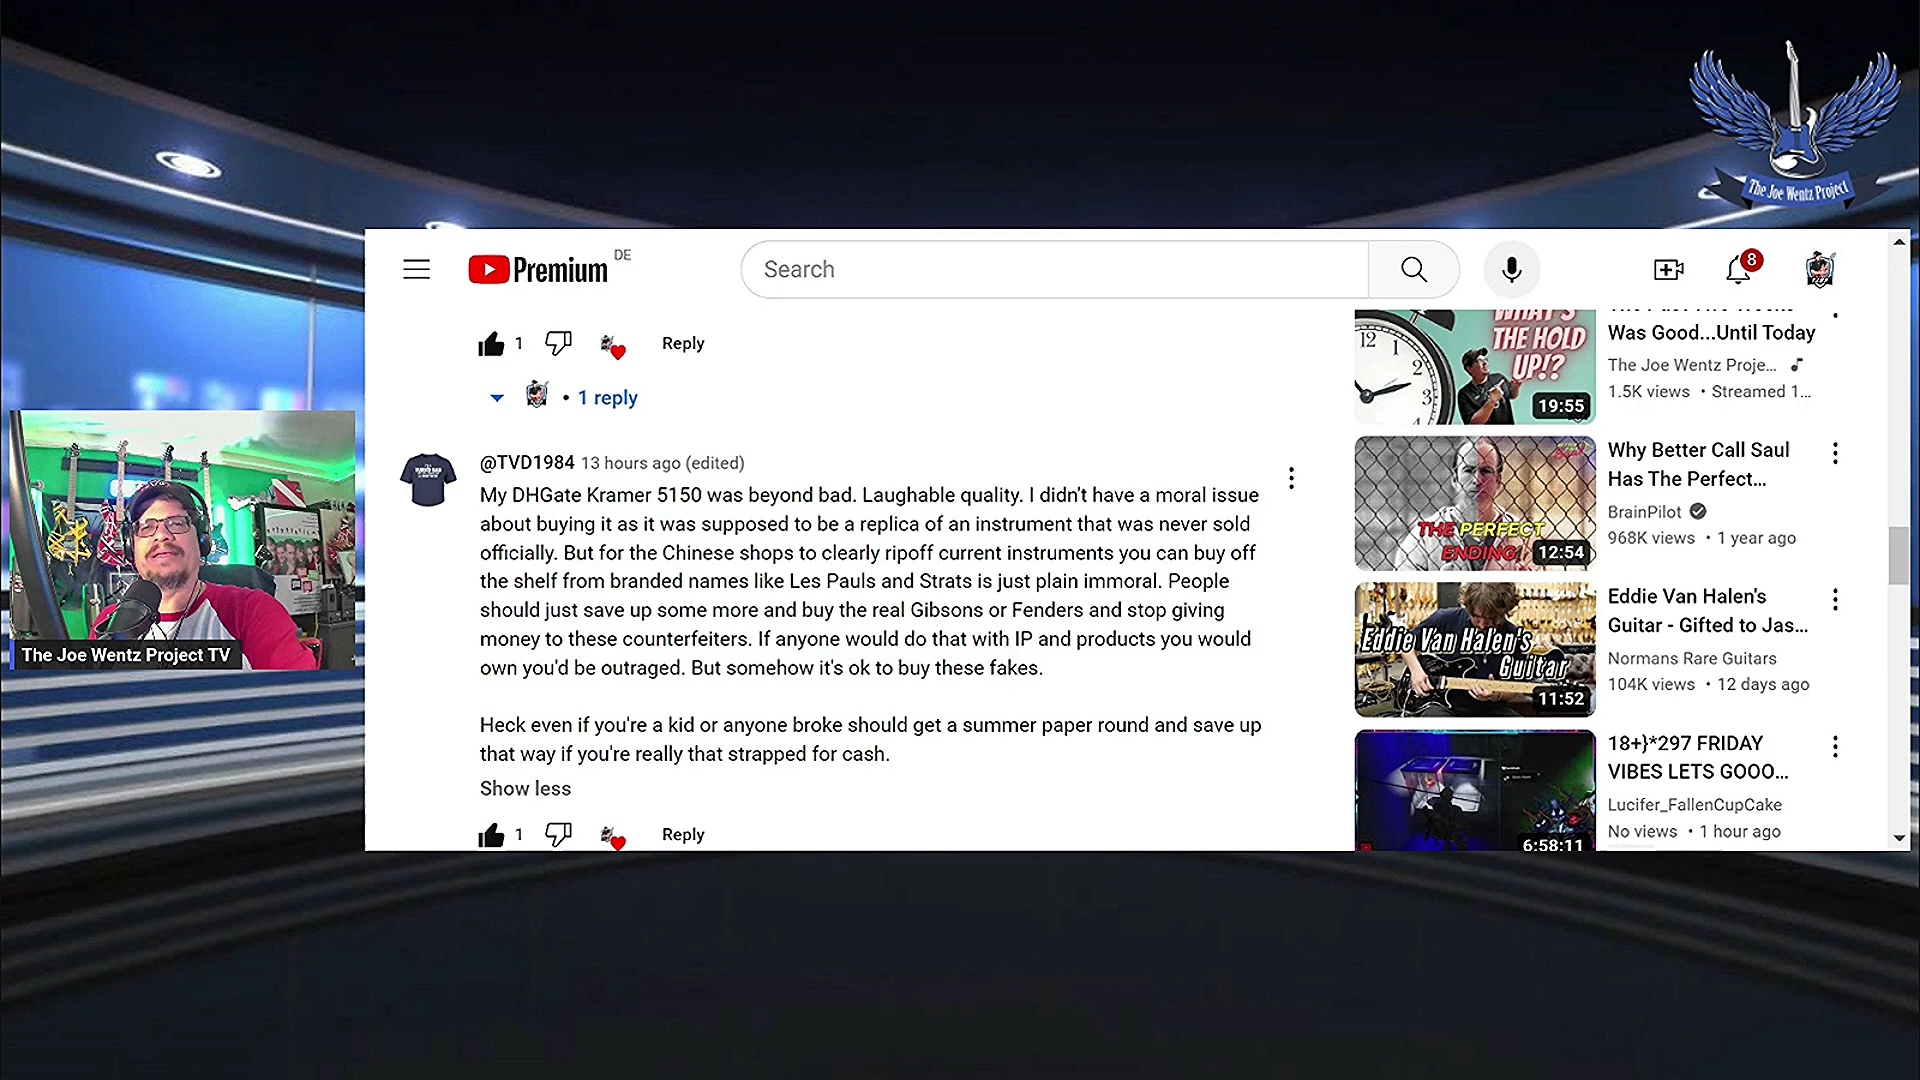 The Joe Wentz Project
Premium
DE
Search
8
1
Reply
1 reply
@TVD1984 13 hours ago (edited)
My DHGate Kramer 5150 was beyond bad. Laughable quality. I didn't have a moral issue
about buying it as it was supposed to be a replica of an instrument that was never sold
officially. But for the Chinese shops to clearly ripoff current instruments you can buy off
the shelf from branded names like Les Pauls and Strats is just plain immoral. People
should just save up some more and buy the real Gibsons or Fenders and stop giving
money to these counterfeiters. If anyone would do that with IP and products you would
own you'd be outraged. But somehow it's ok to buy these fakes.
Heck even if you're a kid or anyone broke should get a summer paper round and save up
that way if you're really that strapped for cash.
Show less
1
Reply
The Joe Wentz Project TV
WHAT'S
THE HOLD
UP!?
12
1
2
3
19:55
Was Good...Until Today
The Joe Wentz Proje...
1.5K views • Streamed 1...
THE PERFECT
ENDING
12:54
Why Better Call Saul
Has The Perfect...
BrainPilot
968K views • 1 year ago
Eddie Van Halen's
Guitar
11:52
Eddie Van Halen's
Guitar - Gifted to Jas...
Normans Rare Guitars
104K views • 12 days ago
6:58:11
18+}*297 FRIDAY
VIBES LETS GOOO...
Lucifer_FallenCupCake
No views • 1 hour ago